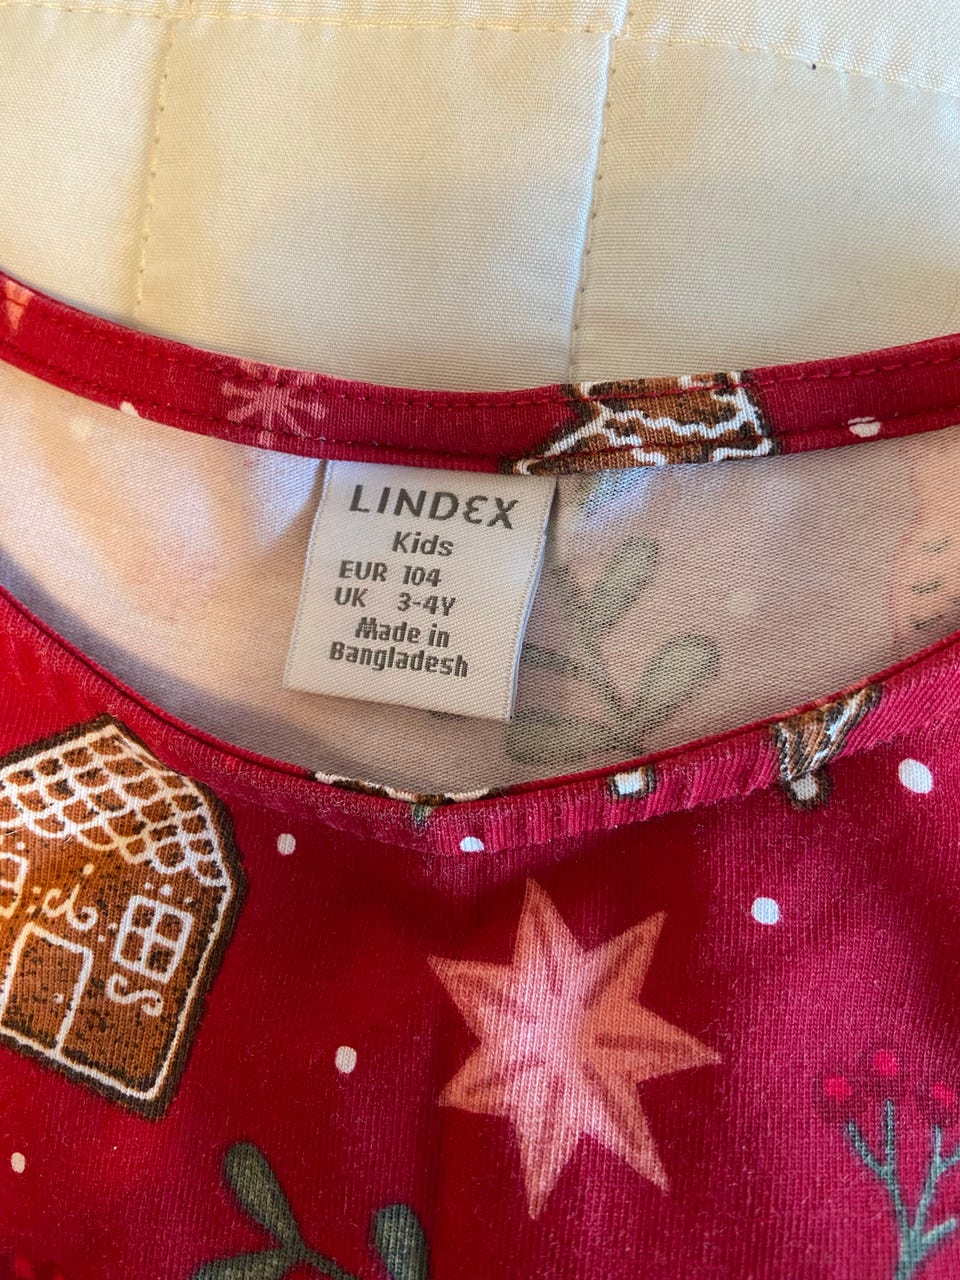 LINDEX
Kids
EUR 104
UK 3-4Y
Made in
Bangladesh